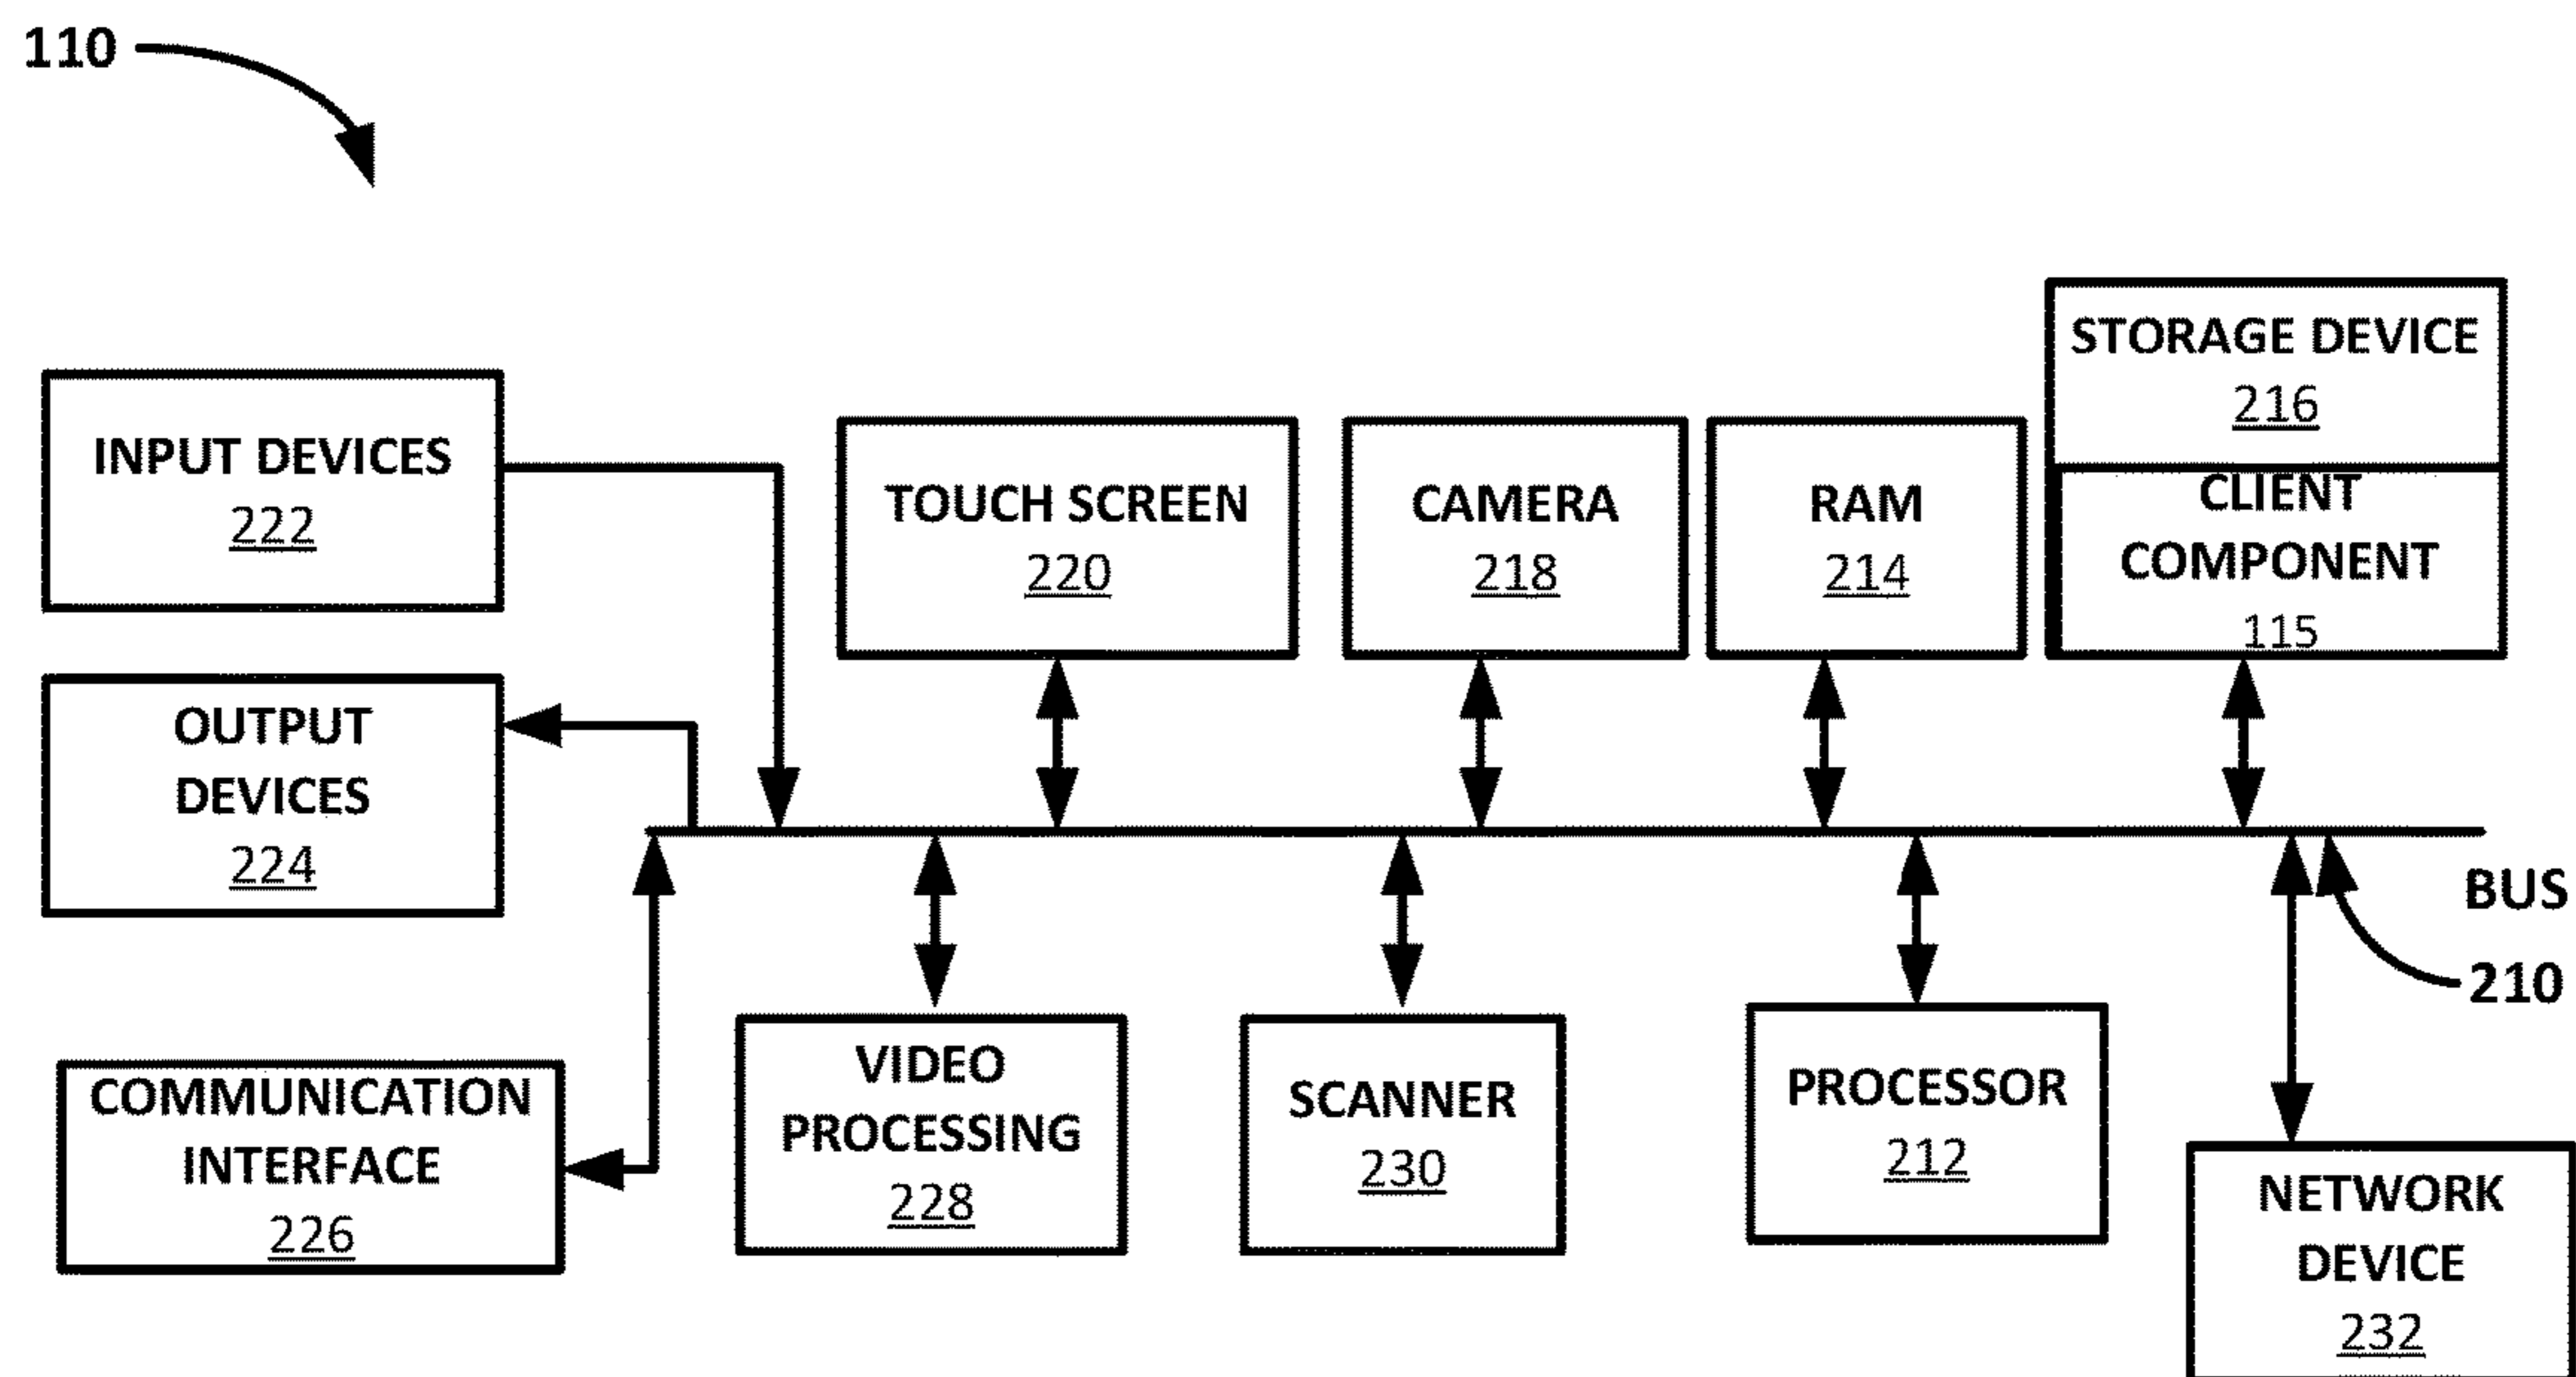 110
STORAGE DEVICE
216
CLIENT
COMPONENT
115
INPUT DEVICES
222
TOUCH SCREEN
220
CAMERA
218
RAM
214
OUTPUT
DEVICES
224
BUS
210
COMMUNICATION
INTERFACE
226
VIDEO
PROCESSING
228
SCANNER
230
PROCESSOR
212
NETWORK
DEVICE
232